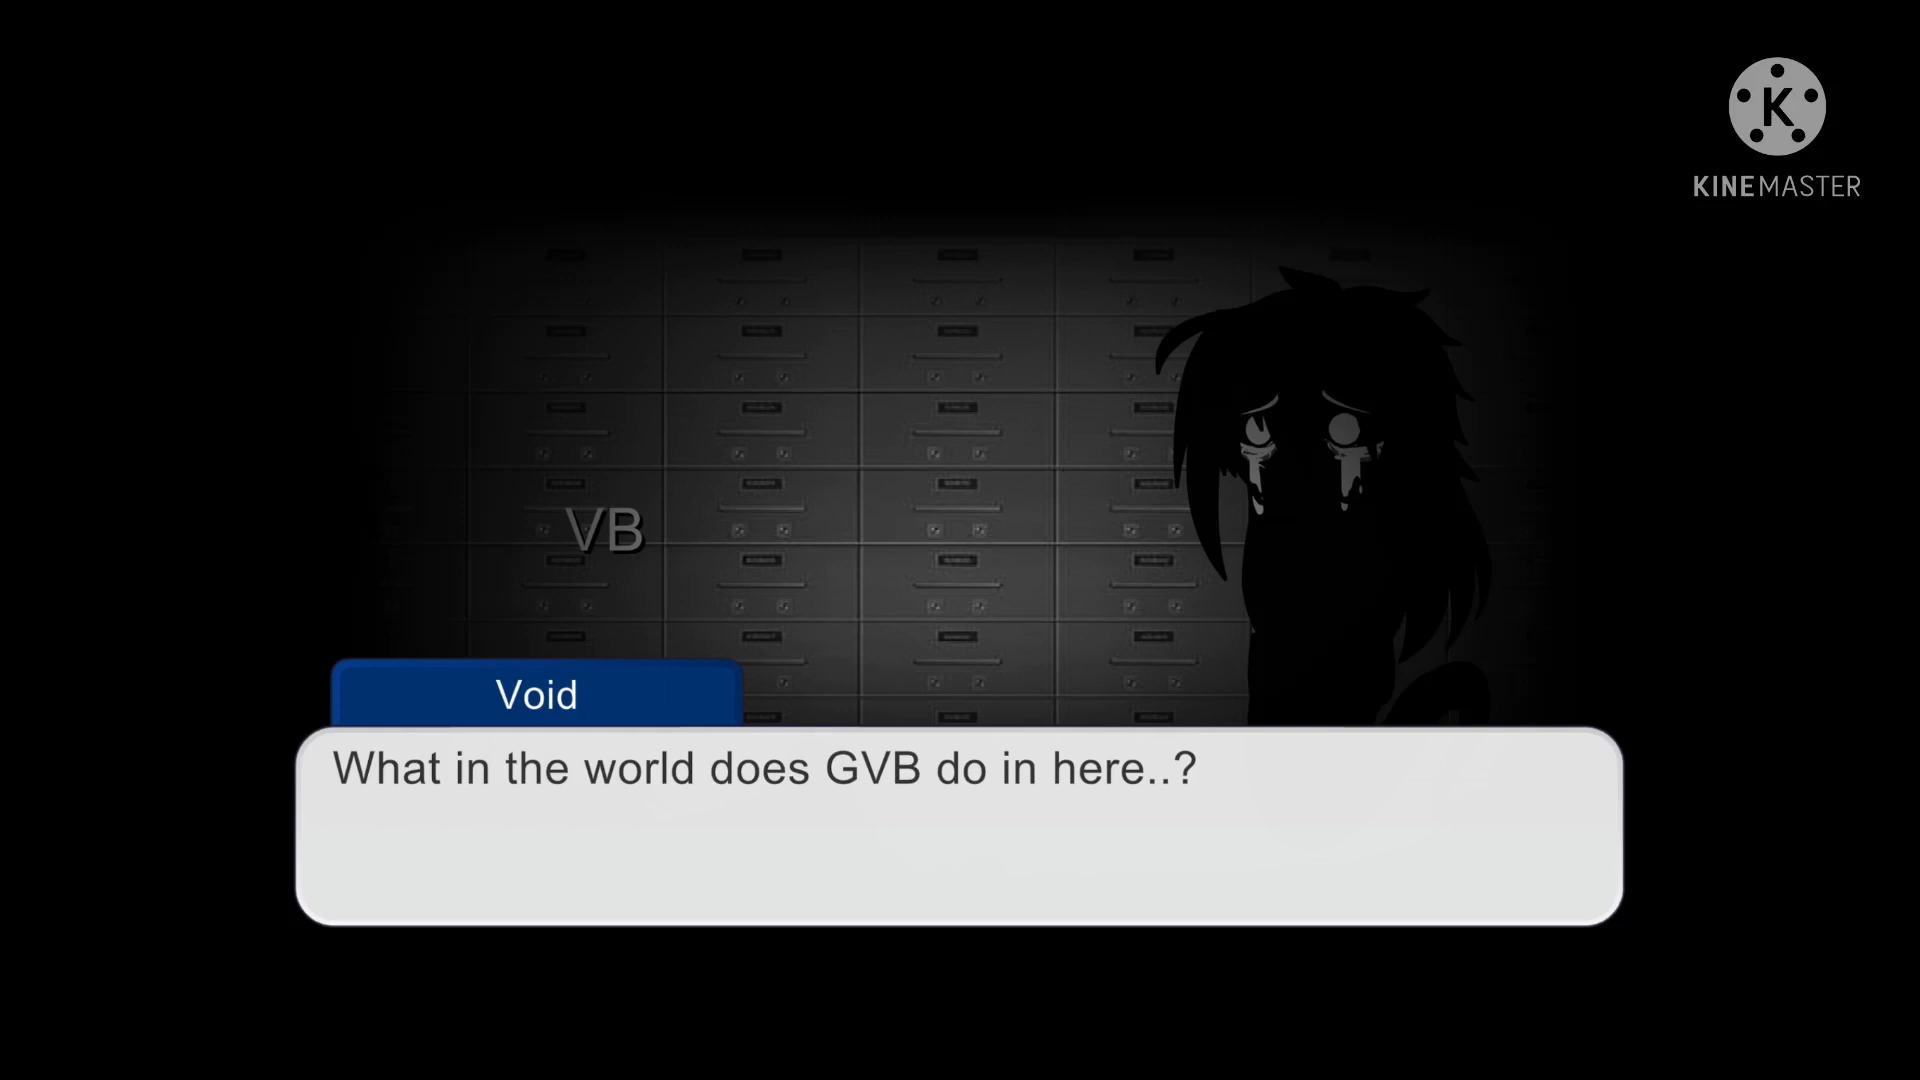 K
KINEMASTER
VB
Void
What in the world does GVB do in here..?